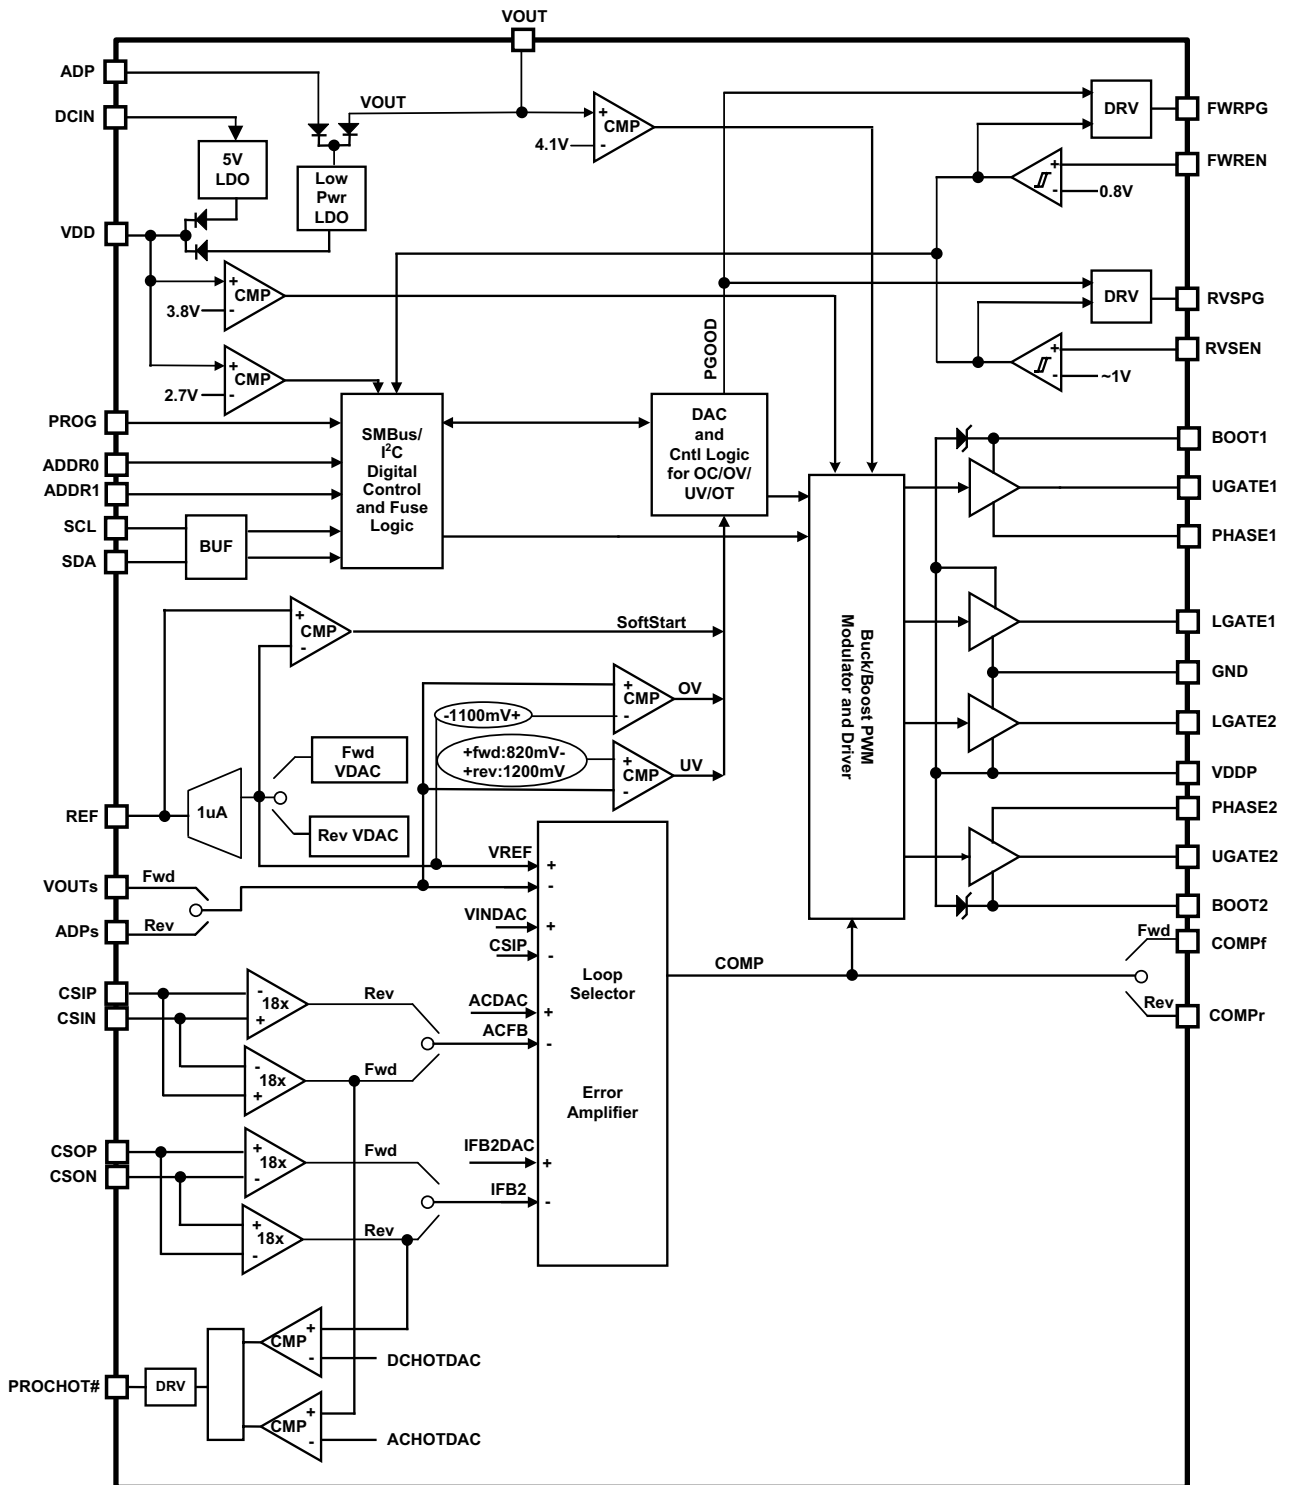 VOUT
ADP
DCIN
VOUT
+
CMP
4.1V
-
DRV
FWRPG
FWREN
+
-
0.8V
5V
LDO
Low
Pwr
LDO
VDD
+
CMP
3.8V
-
+
CMP
2.7V
-
DRV
RVSPG
RVSEN
+
-
~1V
PGOOD
PROG
ADDR0
ADDR1
SCL
SDA
BUF
SMBus/
I²C
Digital
Control
and Fuse
Logic
DAC
and
Cntl Logic
for OC/OV/
UV/OT
Buck/Boost PWM
Modulator and Driver
BOOT1
UGATE1
PHASE1
LGATE1
GND
LGATE2
VDDP
PHASE2
UGATE2
BOOT2
+
CMP
-
SoftStart
+
CMP
-
OV
-1100mV+
+fwd:820mV-
+rev:1200mV
+
CMP
-
UV
Fwd
VDAC
REF
1uA
Rev VDAC
VREF
+
-
VOUTs
Fwd
ADPs
Rev
VINDAC
+
CSIP
-
Loop
Selector
Error
Amplifier
COMP
Fwd
COMPf
Rev
COMPr
CSIP
CSIN
-
18x
+
Rev
ACDAC
+
ACFB
-
-
18x
+
Fwd
CSOP
CSON
+
18x
-
Fwd
IFB2DAC
+
IFB2
-
+
18x
-
Rev
CMP
+
-
DCHOTDAC
PROCHOT#
DRV
CMP
+
-
ACHOTDAC